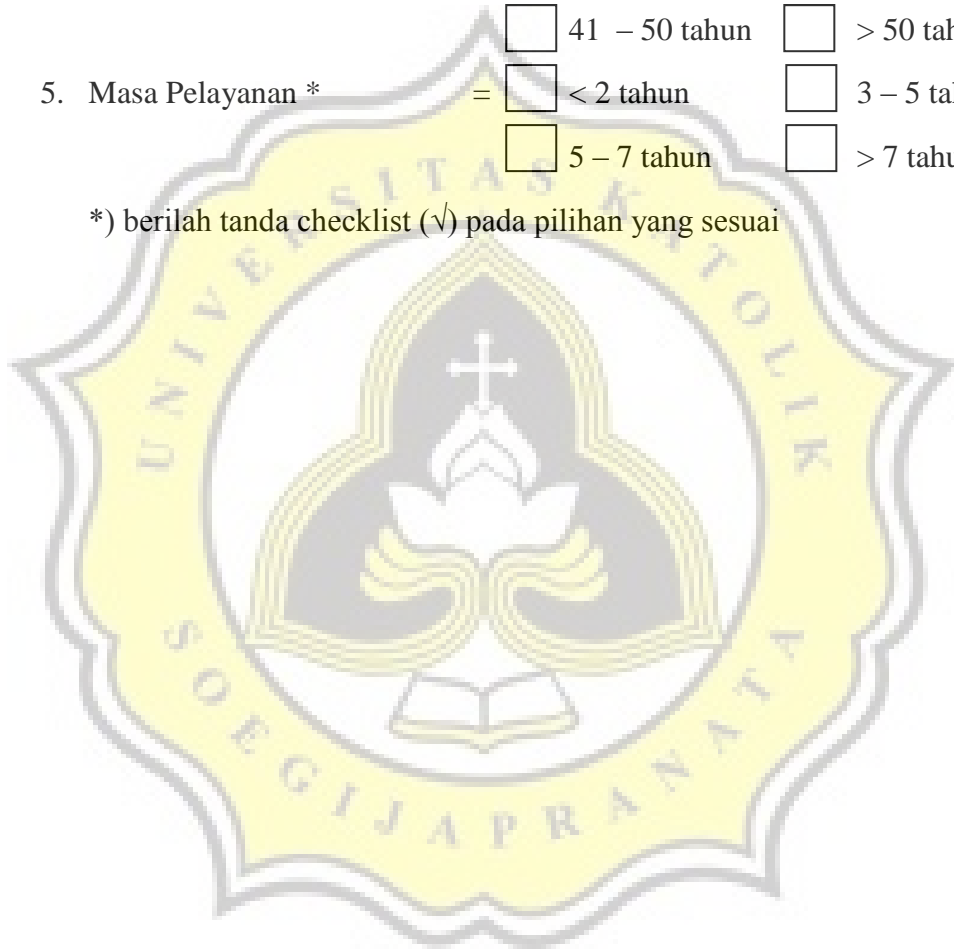 ☐ 41 – 50 tahun ☐ > 50 tah
5. Masa Pelayanan * = ☐ < 2 tahun ☐ 3 – 5 ta
☐ 5 – 7 tahun ☐ > 7 tahu
*) berilah tanda checklist (√) pada pilihan yang sesuai
UNIVERSITAS KATOLIK
SOEGIJAPRANATA